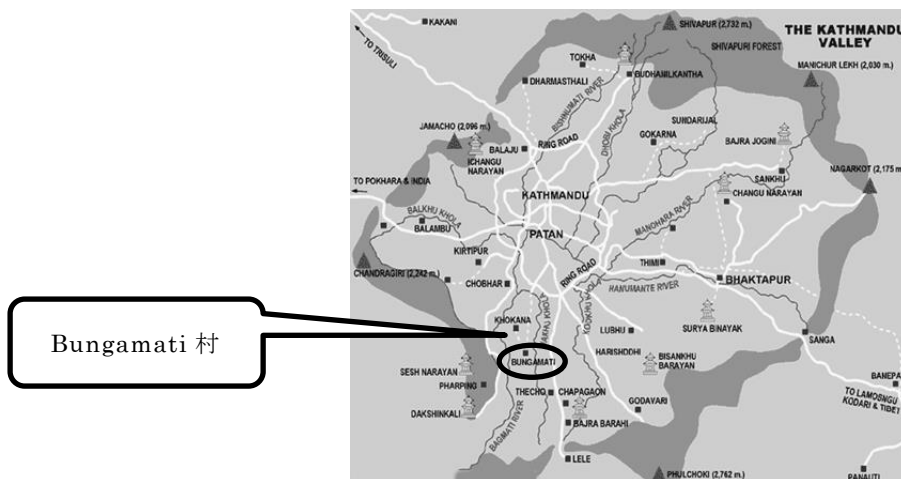 KAKANI
SHIVAPUR (2,732 m.)
THE KATHMANDU
VALLEY
TO TRISULI
TOKHA
SHIVAPURI FOREST
MANICHUR LEKH (2,030 m.)
DHARMASTHALI
BUDHANILKANTHA
BISHNUMATI RIVER
DHOBI KHOLA
SUNDARIJAL
JAMACHO (2,096 m.)
GOKARNA
BAJRA JOGINI
ICHANGU
NARAYAN
BALAJU
RING ROAD
NAGARKOT (2,175 m.)
SANKHU
TO POKHARA & INDIA
KATHMANDU
CHANGU NARAYAN
BALKHU KHOLA
BALAMBU
PATAN
MANOHARA RIVER
KIRTIPUR
THIMI
CHANDRAGIRI (2,242 m.)
CHOBHAR
RING ROAD
BHAKTAPUR
HANUMANTE RIVER
KHOKANA
LUBHU
SURYA BINAYAK
SANGA
Bungamati 村
BUNGAMATI
HARISHDDHI
BISANKHU
BARAYAN
SESH NARAYAN
PHARPING
BANEPA
THECHO
CHAPAGAON
TO LAMOSNGU
KODARI & TIBET
DAKSHINKALI
GODAVARI
BAGMATI RIVER
BAJRA BARAHI
LELE
PHULCHOKI (2,762 m.)
PANAUTI